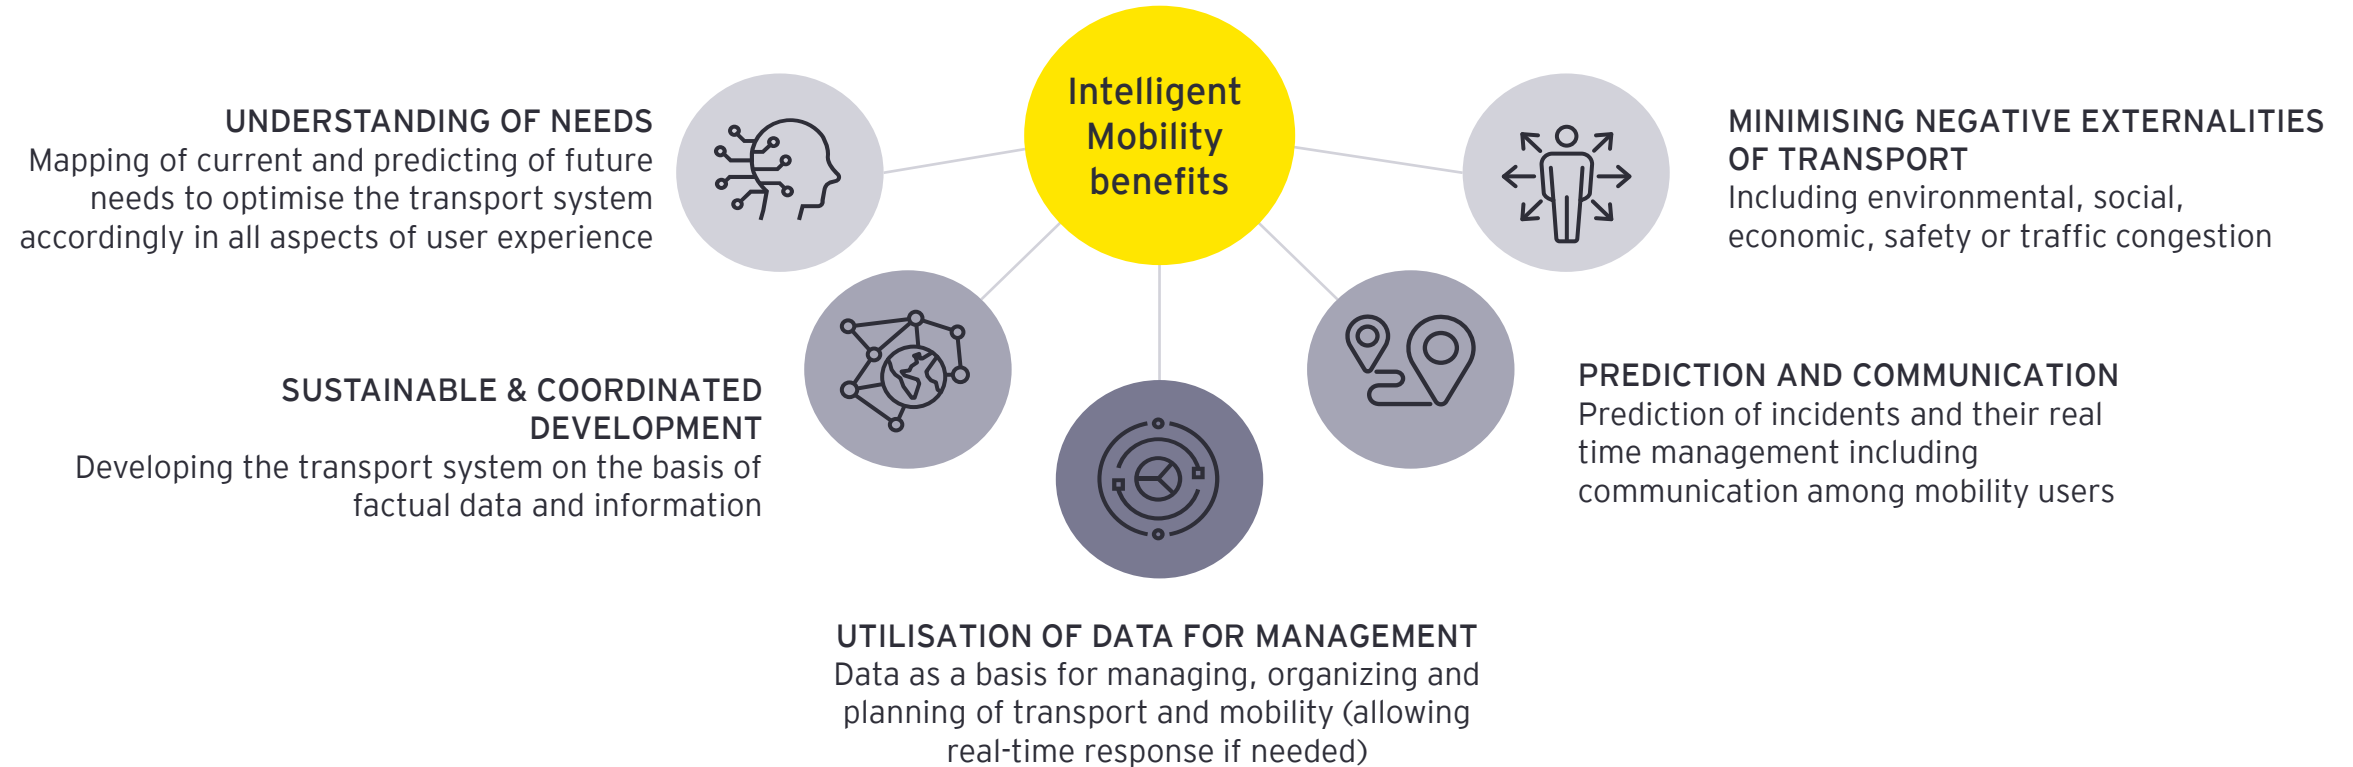 Intelligent
Mobility
benefits
UNDERSTANDING OF NEEDS
Mapping of current and predicting of future
needs to optimise the transport system
accordingly in all aspects of user experience
SUSTAINABLE & COORDINATED
DEVELOPMENT
Developing the transport system on the basis of
factual data and information
UTILISATION OF DATA FOR MANAGEMENT
Data as a basis for managing, organizing and
planning of transport and mobility (allowing
real-time response if needed)
PREDICTION AND COMMUNICATION
Prediction of incidents and their real
time management including
communication among mobility users
MINIMISING NEGATIVE EXTERNALITIES
OF TRANSPORT
Including environmental, social,
economic, safety or traffic congestion